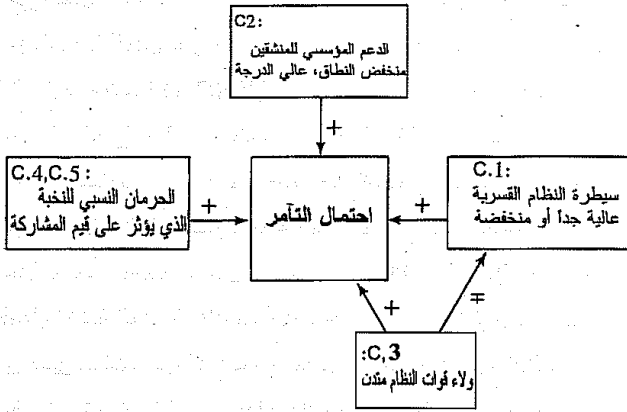 C2:
الدعم المؤسسي للمنشقين
منخفض النطاق، عالي الدرجة
+
C.4,C.5:
الحرمان النسبي للنخبة
الذي يؤثر على قيم المشاركة
+
احتمال التآمر
+
C.1:
سيطرة النظام القسرية
عالية جداً أو منخفضة
+
∓
:C,3
ولاء قوات النظام متدن